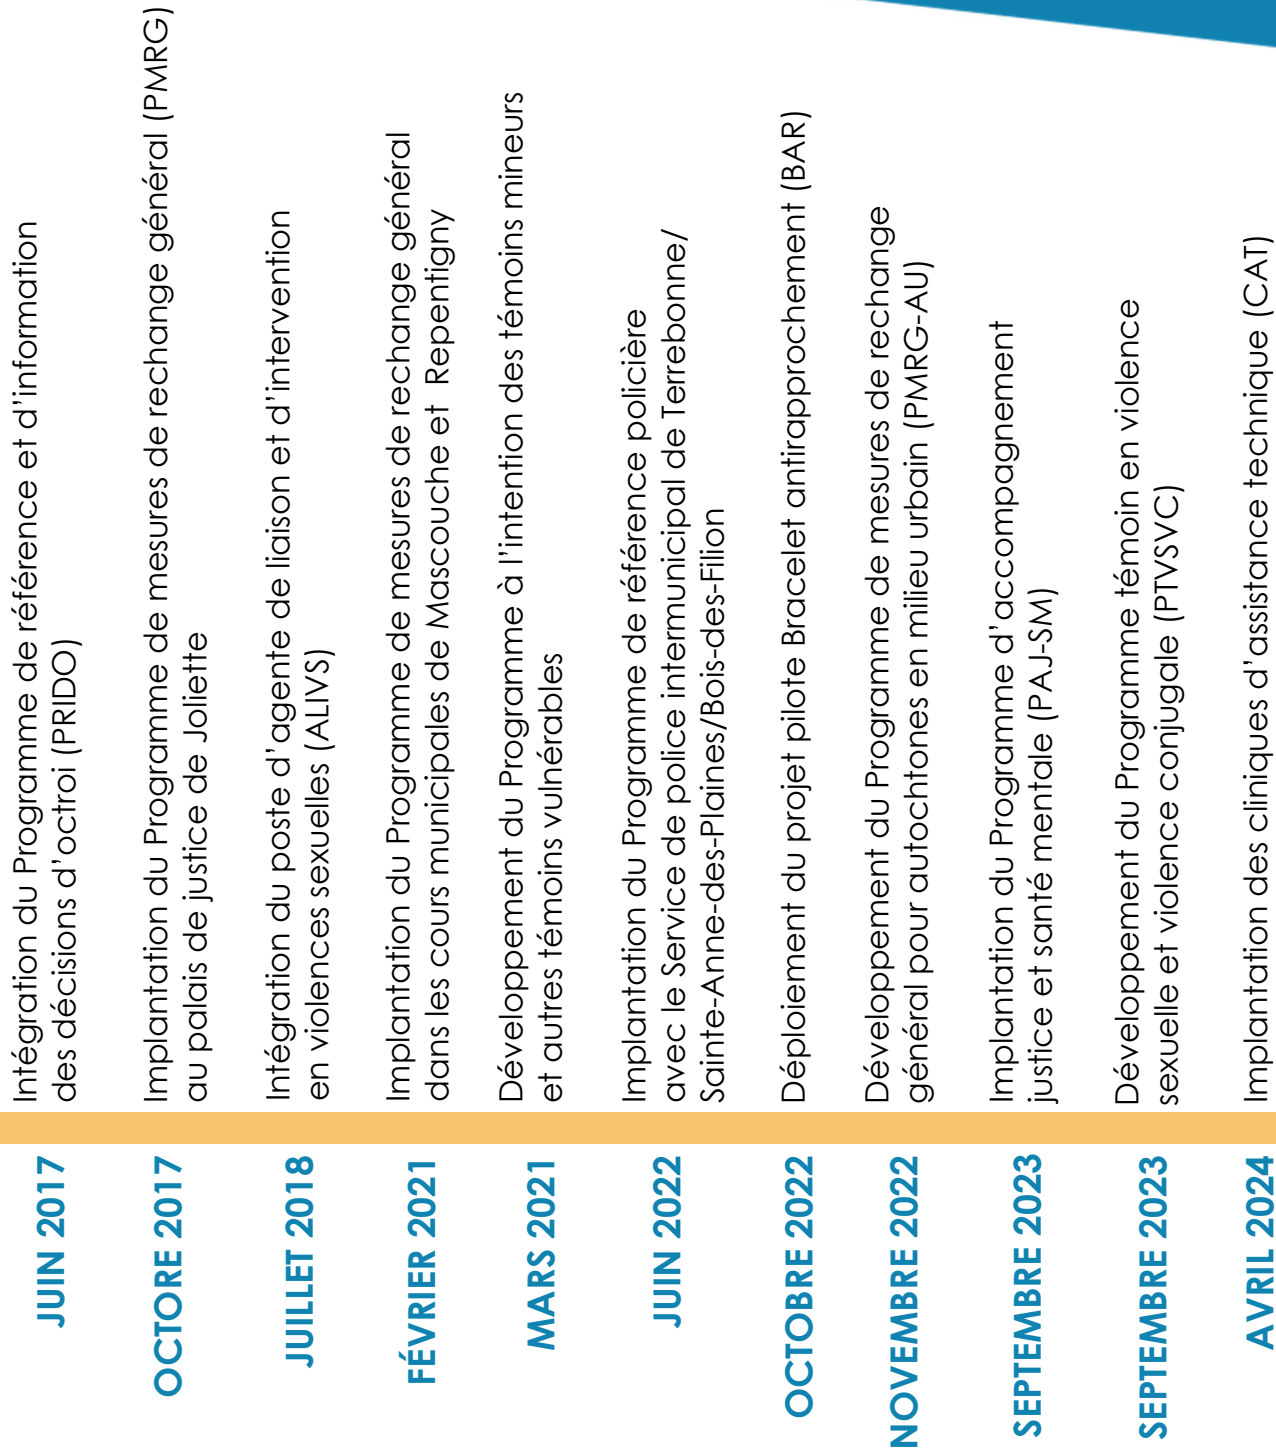 JUIN 2017
Intégration du Programme de référence et d'information
des décisions d'octroi (PRIDO)
OCTORE 2017
Implantation du Programme de mesures de rechange général (PMRG)
au palais de justice de Joliette
JUILLET 2018
Intégration du poste d'agente de liaison et d'intervention
en violences sexuelles (ALIVS)
FÉVRIER 2021
Implantation du Programme de mesures de rechange général
dans les cours municipales de Mascouche et Repentigny
MARS 2021
Développement du Programme à l'intention des témoins mineurs
et autres témoins vulnérables
JUIN 2022
Implantation du Programme de référence policière
avec le Service de police intermunicipal de Terrebonne/
Sainte-Anne-des-Plaines/Bois-des-Filion
OCTOBRE 2022
Déploiement du projet pilote Bracelet antirapprochement (BAR)
NOVEMBRE 2022
Développement du Programme de mesures de rechange
général pour autochtones en milieu urbain (PMRG-AU)
SEPTEMBRE 2023
Implantation du Programme d'accompagnement
justice et santé mentale (PAJ-SM)
SEPTEMBRE 2023
Développement du Programme témoin en violence
sexuelle et violence conjugale (PTVSVC)
AVRIL 2024
Implantation des cliniques d'assistance technique (CAT)